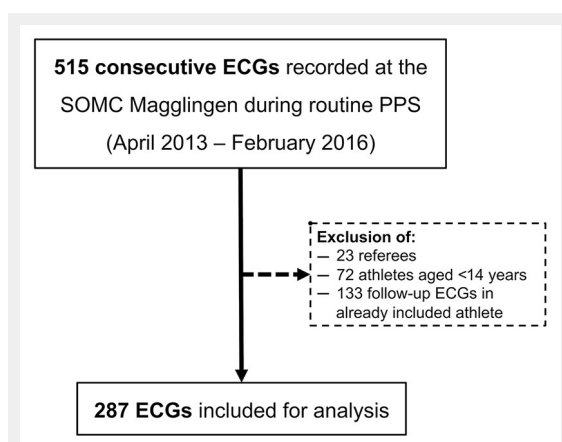 515 consecutive ECGs recorded at the
SOMC Magglingen during routine PPS
(April 2013 – February 2016)
Exclusion of:
— 23 referees
— 72 athletes aged <14 years
— 133 follow-up ECGs in
already included athlete
287 ECGs included for analysis